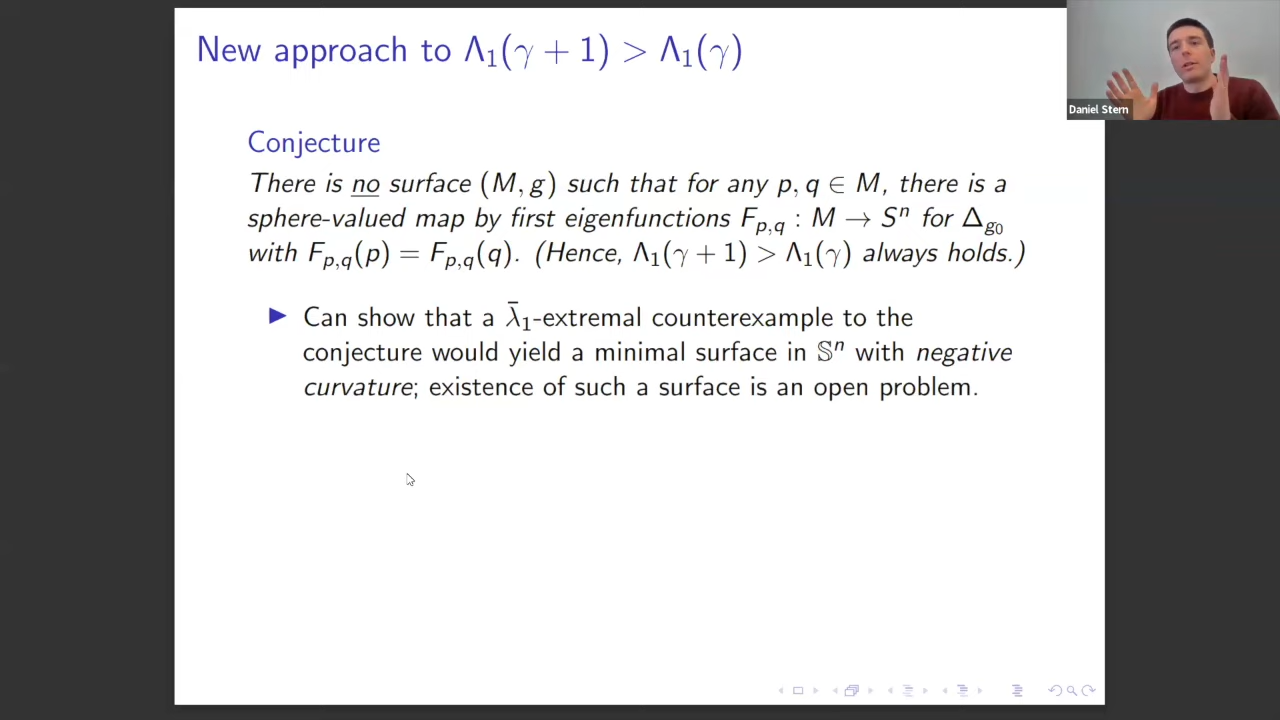 New approach to Λ₁(γ + 1) > Λ₁(γ)
Daniel Stern
Conjecture
There is no surface (M, g) such that for any p, q ∈ M, there is a
sphere-valued map by first eigenfunctions F_{p,q} : M → Sⁿ for Δ_{g₀}
with F_{p,q}(p) = F_{p,q}(q). (Hence, Λ₁(γ + 1) > Λ₁(γ) always holds.)
▶ Can show that a λ̄₁-extremal counterexample to the
conjecture would yield a minimal surface in 𝕊ⁿ with negative
curvature; existence of such a surface is an open problem.